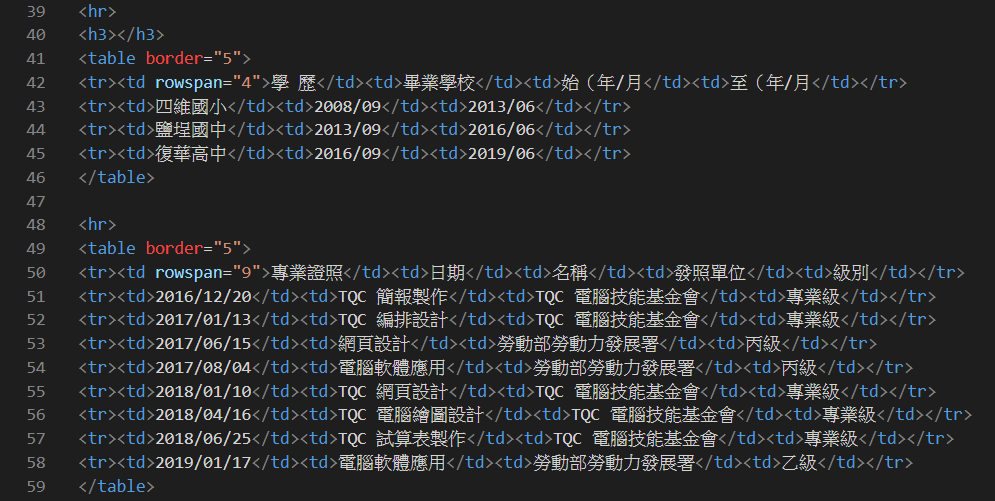 39 <hr>
40 <h3></h3>
41 <table border="5">
42 <tr><td rowspan="4">學 歷</td><td>畢業學校</td><td>始（年/月</td><td>至（年/月</td></tr>
43 <tr><td>四維國小</td><td>2008/09</td><td>2013/06</td></tr>
44 <tr><td>鹽埕國中</td><td>2013/09</td><td>2016/06</td></tr>
45 <tr><td>復華高中</td><td>2016/09</td><td>2019/06</td></tr>
46 </table>
47
48 <hr>
49 <table border="5">
50 <tr><td rowspan="9">專業證照</td><td>日期</td><td>名稱</td><td>發照單位</td><td>級別</td></tr>
51 <tr><td>2016/12/20</td><td>TQC 簡報製作</td><td>TQC 電腦技能基金會</td><td>專業級</td></tr>
52 <tr><td>2017/01/13</td><td>TQC 編排設計</td><td>TQC 電腦技能基金會</td><td>專業級</td></tr>
53 <tr><td>2017/06/15</td><td>網頁設計</td><td>勞動部勞動力發展署</td><td>丙級</td></tr>
54 <tr><td>2017/08/04</td><td>電腦軟體應用</td><td>勞動部勞動力發展署</td><td>丙級</td></tr>
55 <tr><td>2018/01/10</td><td>TQC 網頁設計</td><td>TQC 電腦技能基金會</td><td>專業級</td></tr>
56 <tr><td>2018/04/16</td><td>TQC 電腦繪圖設計</td><td>TQC 電腦技能基金會</td><td>專業級</td></tr>
57 <tr><td>2018/06/25</td><td>TQC 試算表製作</td><td>TQC 電腦技能基金會</td><td>專業級</td></tr>
58 <tr><td>2019/01/17</td><td>電腦軟體應用</td><td>勞動部勞動力發展署</td><td>乙級</td></tr>
59 </table>